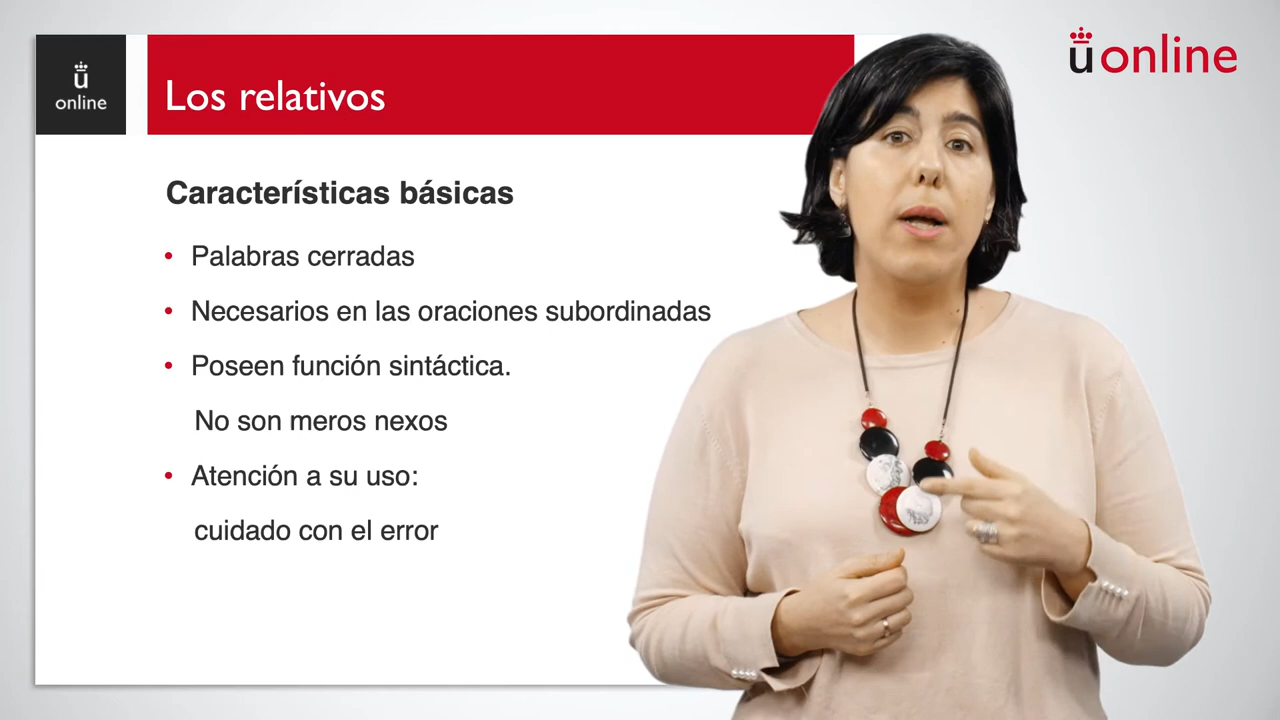 ü
online
Los relativos
üonline
Características básicas
• Palabras cerradas
• Necesarios en las oraciones subordinadas
• Poseen función sintáctica.
No son meros nexos
• Atención a su uso:
cuidado con el error